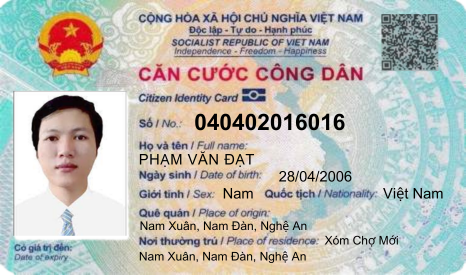 CỘNG HÒA XÃ HỘI CHỦ NGHĨA VIỆT NAM
Độc lập - Tự do - Hạnh phúc
SOCIALIST REPUBLIC OF VIET NAM
Independence - Freedom - Happiness
CĂN CƯỚC CÔNG DÂN
Citizen Identity Card
Số / No.: 040402016016
Họ và tên / Full name:
PHẠM VĂN ĐẠT
Ngày sinh / Date of birth: 28/04/2006
Giới tính / Sex: Nam Quốc tịch / Nationality: Việt Nam
Quê quán / Place of origin:
Nam Xuân, Nam Đàn, Nghệ An
Nơi thường trú / Place of residence: Xóm Chợ Mới
Nam Xuân, Nam Đàn, Nghệ An
Có giá trị đến:
Date of expiry